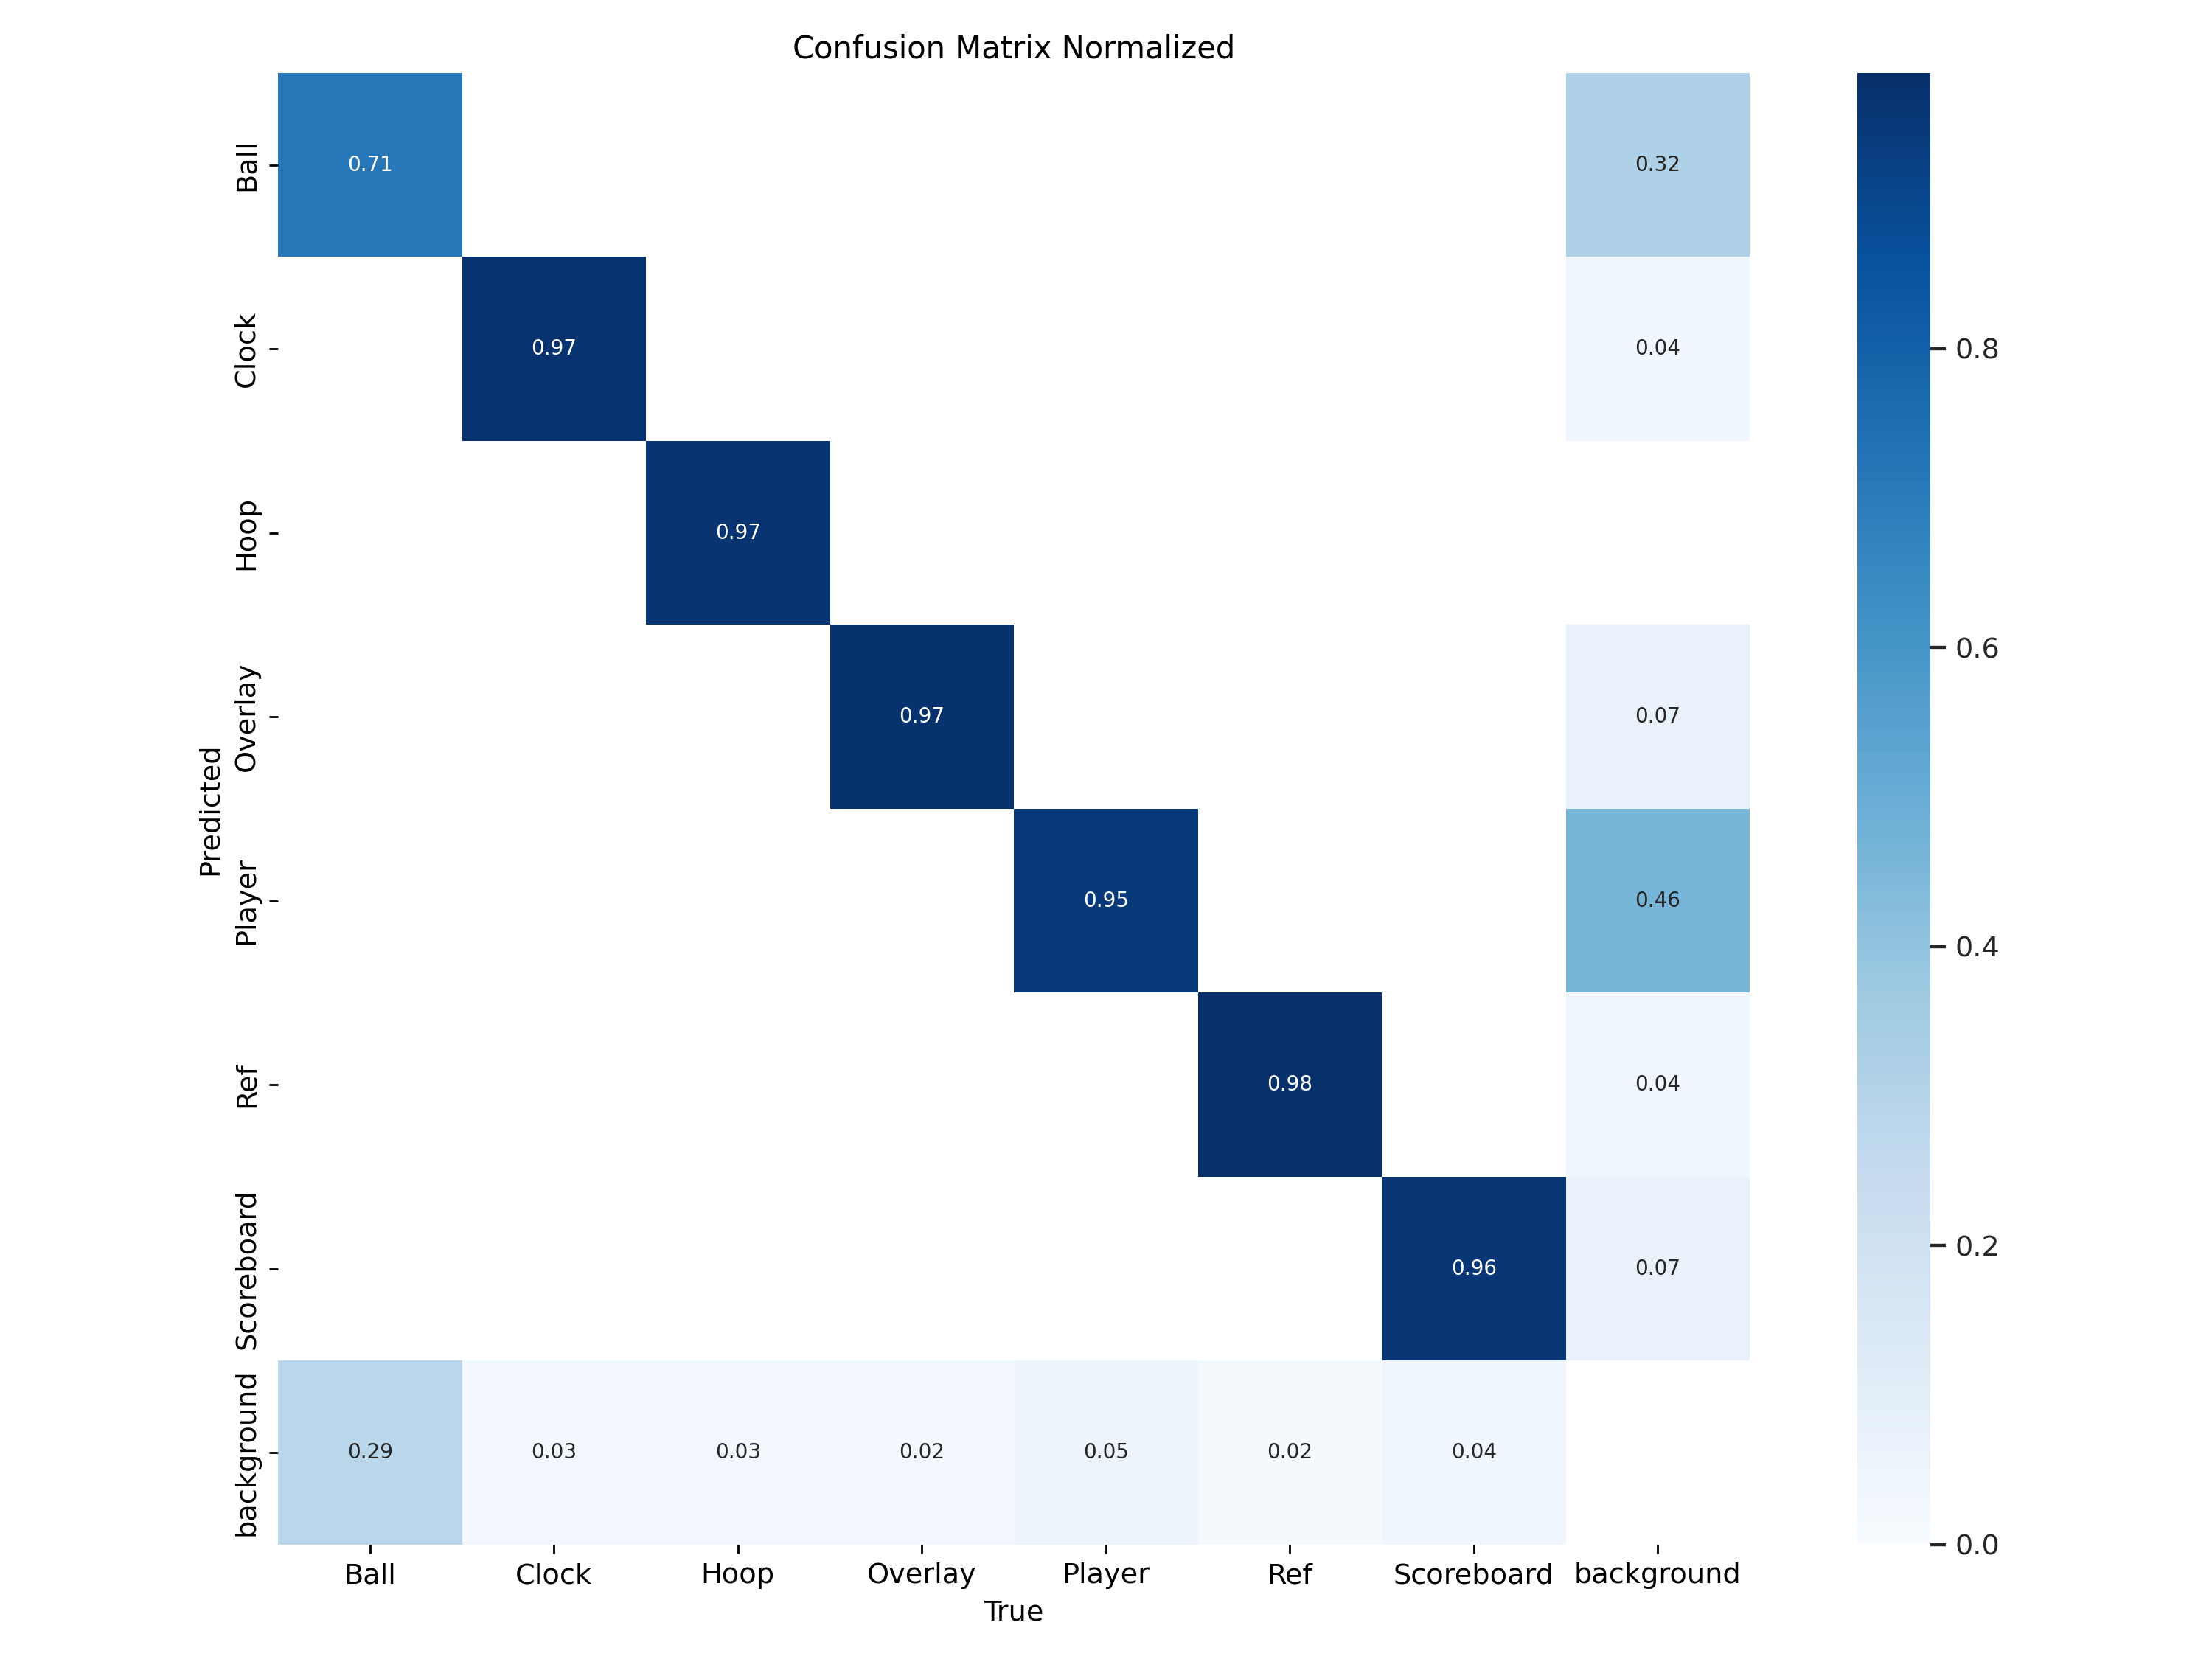 Confusion Matrix Normalized
Predicted
Ball 0.71 0.32
Clock 0.97 0.04
Hoop 0.97
Overlay 0.97 0.07
Player 0.95 0.46
Ref 0.98 0.04
Scoreboard 0.96 0.07
background 0.29 0.03 0.03 0.02 0.05 0.02 0.04
Ball Clock Hoop Overlay Player Ref Scoreboard background
True
0.8
0.6
0.4
0.2
0.0